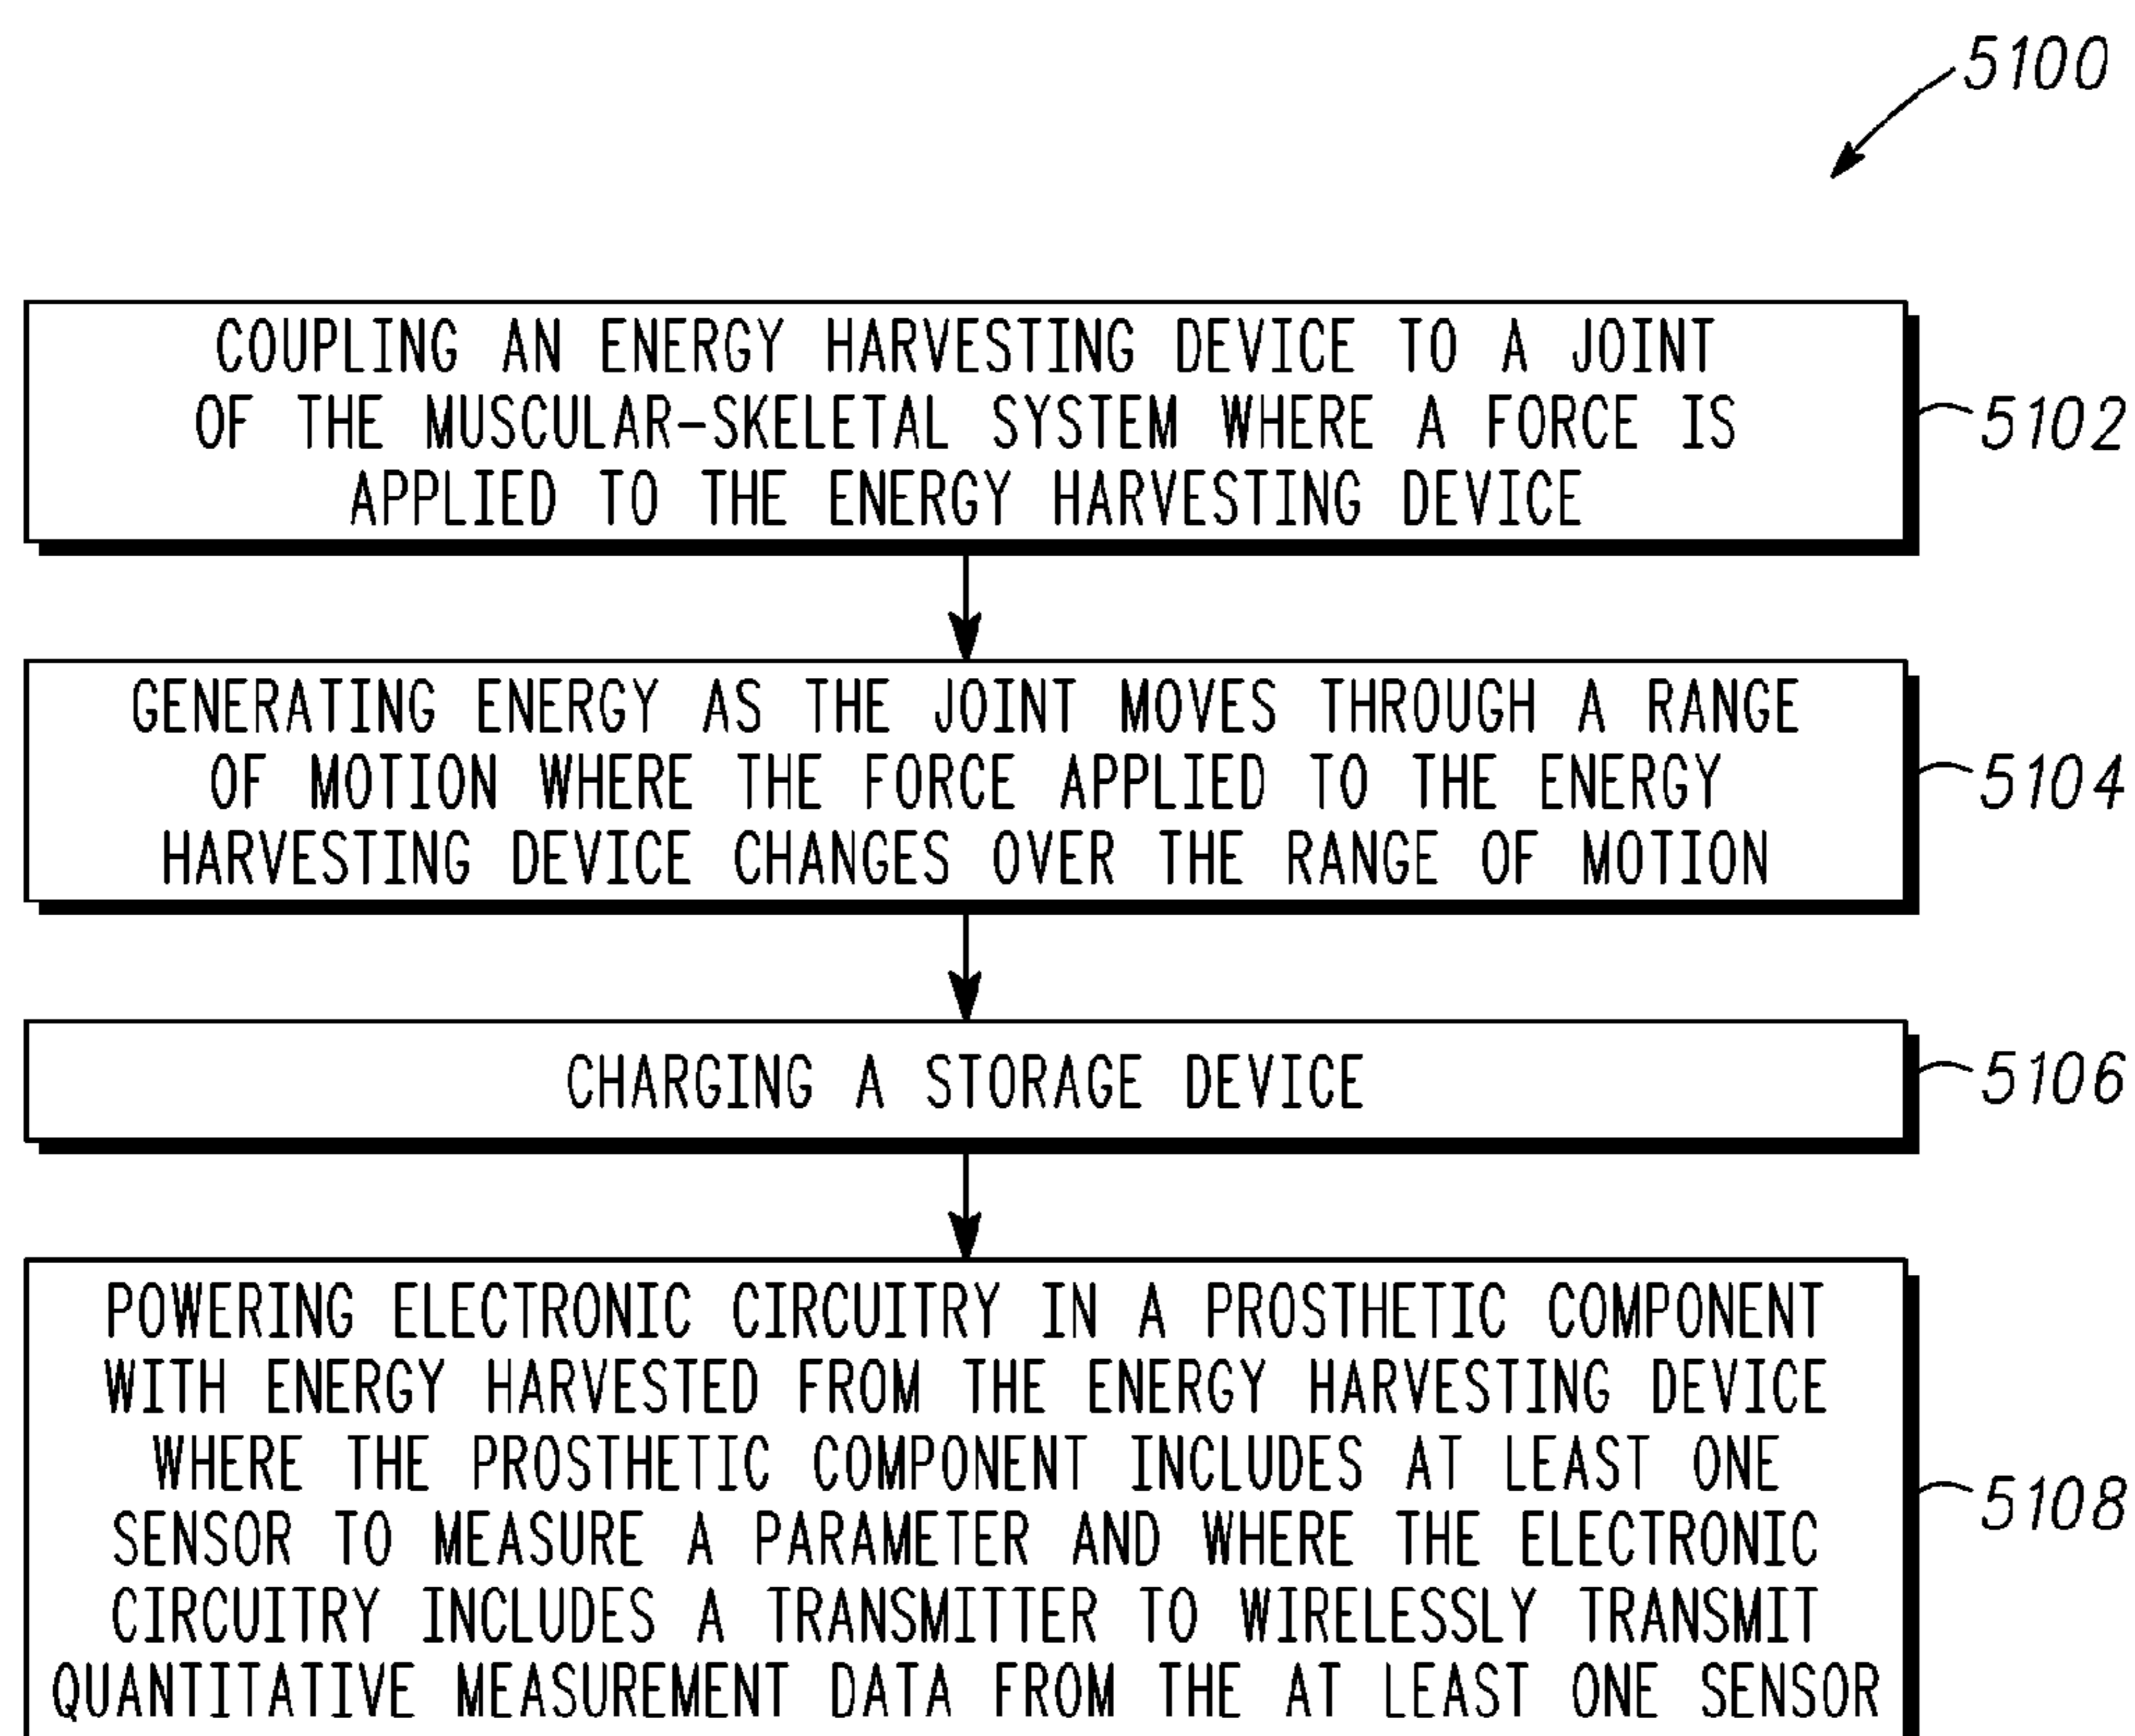 5100
COUPLING AN ENERGY HARVESTING DEVICE TO A JOINT
OF THE MUSCULAR-SKELETAL SYSTEM WHERE A FORCE IS
APPLIED TO THE ENERGY HARVESTING DEVICE
5102
GENERATING ENERGY AS THE JOINT MOVES THROUGH A RANGE
OF MOTION WHERE THE FORCE APPLIED TO THE ENERGY
HARVESTING DEVICE CHANGES OVER THE RANGE OF MOTION
5104
CHARGING A STORAGE DEVICE
5106
POWERING ELECTRONIC CIRCUITRY IN A PROSTHETIC COMPONENT
WITH ENERGY HARVESTED FROM THE ENERGY HARVESTING DEVICE
WHERE THE PROSTHETIC COMPONENT INCLUDES AT LEAST ONE
SENSOR TO MEASURE A PARAMETER AND WHERE THE ELECTRONIC
CIRCUITRY INCLUDES A TRANSMITTER TO WIRELESSLY TRANSMIT
QUANTITATIVE MEASUREMENT DATA FROM THE AT LEAST ONE SENSOR
5108